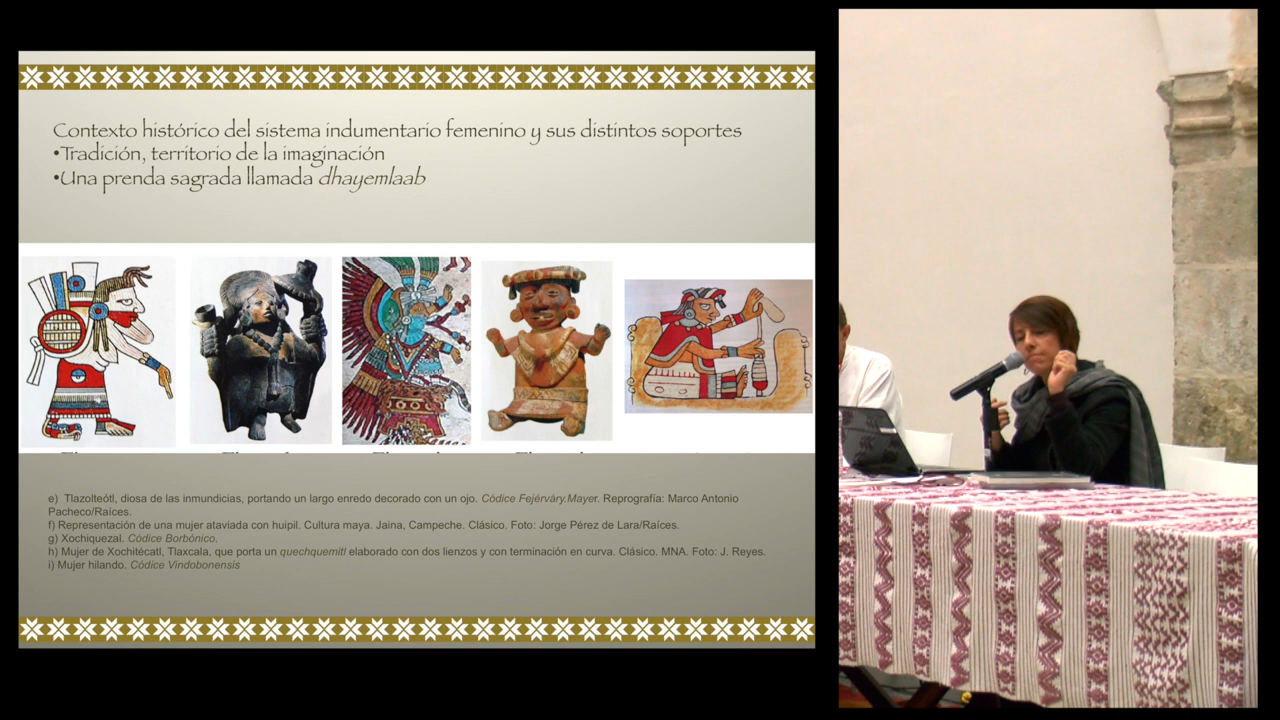 Contexto histórico del sistema indumentario femenino y sus distintos soportes
•Tradición, territorio de la imaginación
•Una prenda sagrada llamada dhayemlaab
e) Tlazolteótl, diosa de las inmundicias, portando un largo enredo decorado con un ojo. Códice Fejérváry.Mayer. Reprografía: Marco Antonio
Pacheco/Raíces.
f) Representación de una mujer ataviada con huipil. Cultura maya. Jaina, Campeche. Clásico. Foto: Jorge Pérez de Lara/Raíces.
g) Xochiquezal. Códice Borbónico.
h) Mujer de Xochitécatl, Tlaxcala, que porta un quechquemitl elaborado con dos lienzos y con terminación en curva. Clásico. MNA. Foto: J. Reyes.
i) Mujer hilando. Códice Vindobonensis